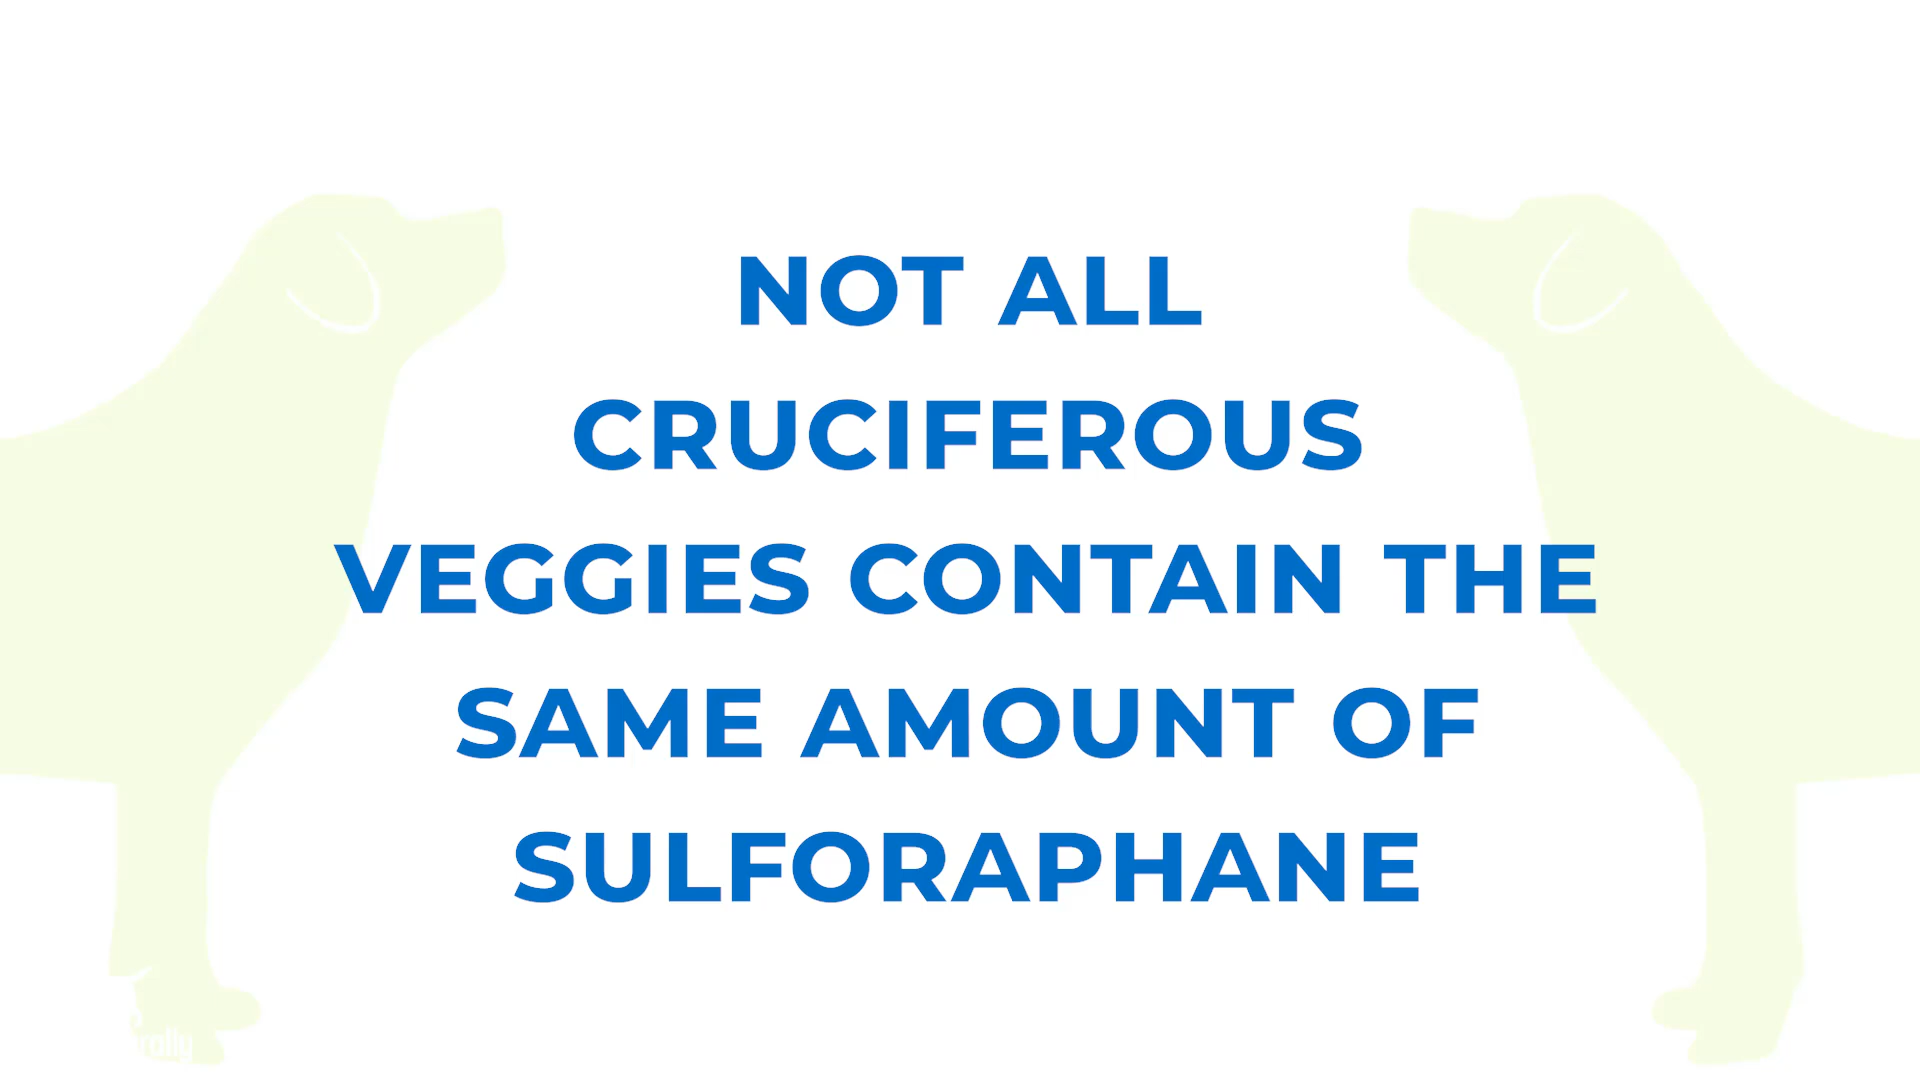 NOT ALL
CRUCIFEROUS
VEGGIES CONTAIN THE
SAME AMOUNT OF
SULFORAPHANE